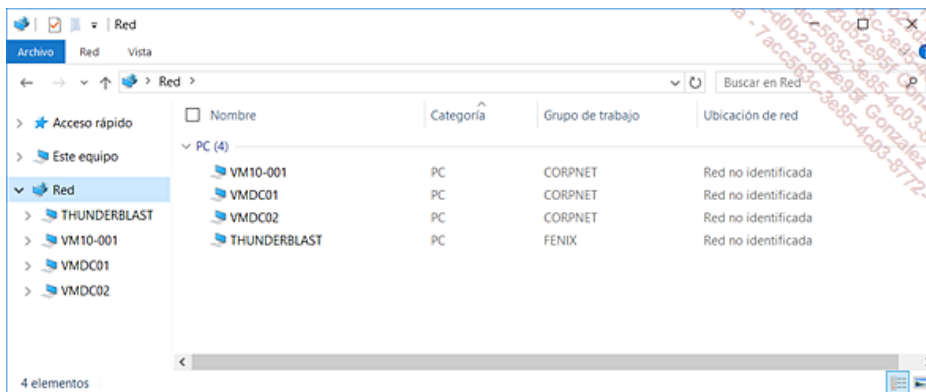 Red
Archivo Red Vista
Red
Buscar en Red
Nombre Categoría Grupo de trabajo Ubicación de red
Acceso rápido
Este equipo
Red
THUNDERBLAST
VM10-001
VMDC01
VMDC02
PC (4)
VM10-001 PC CORPNET Red no identificada
VMDC01 PC CORPNET Red no identificada
VMDC02 PC CORPNET Red no identificada
THUNDERBLAST PC FENIX Red no identificada
4 elementos